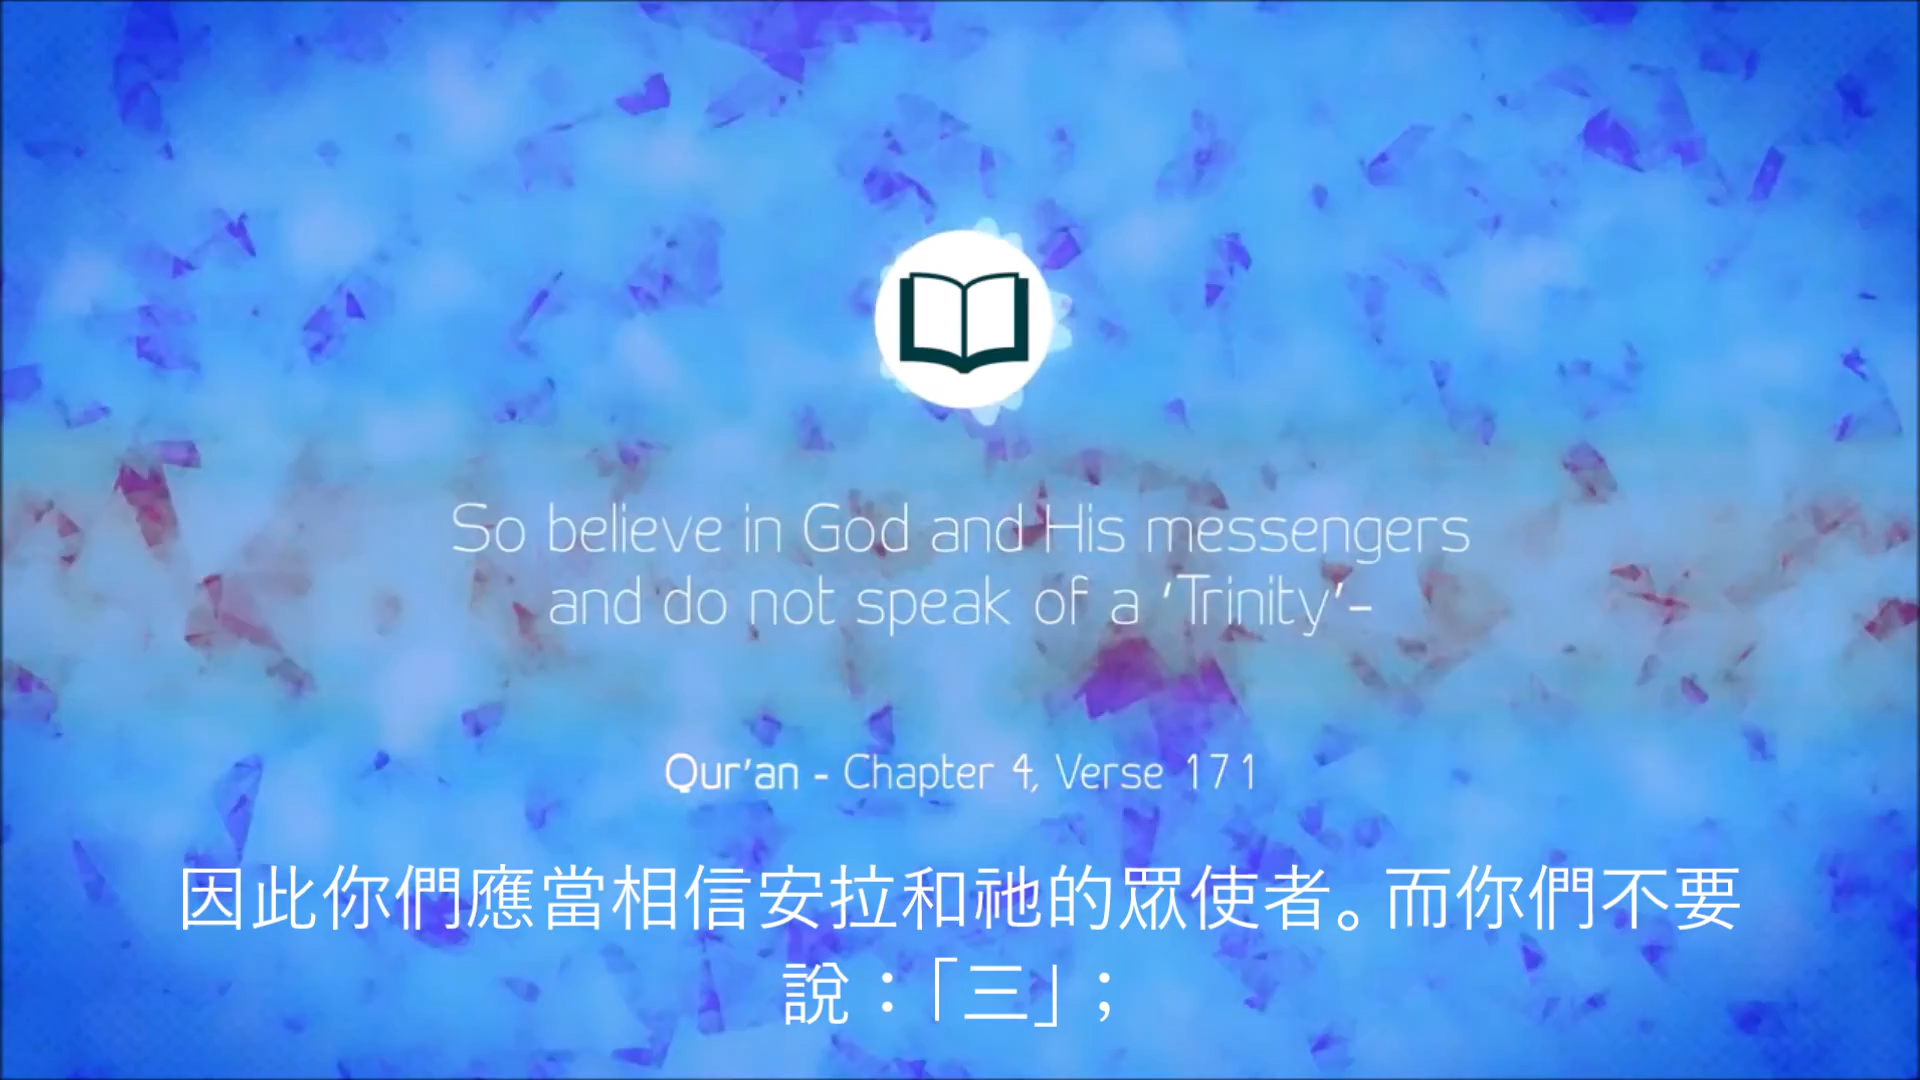 So believe in God and His messengers
and do not speak of a ‘Trinity’-
Qur’an - Chapter 4, Verse 171
因此你們應當相信安拉和祂的眾使者。而你們不要
說：「三」；